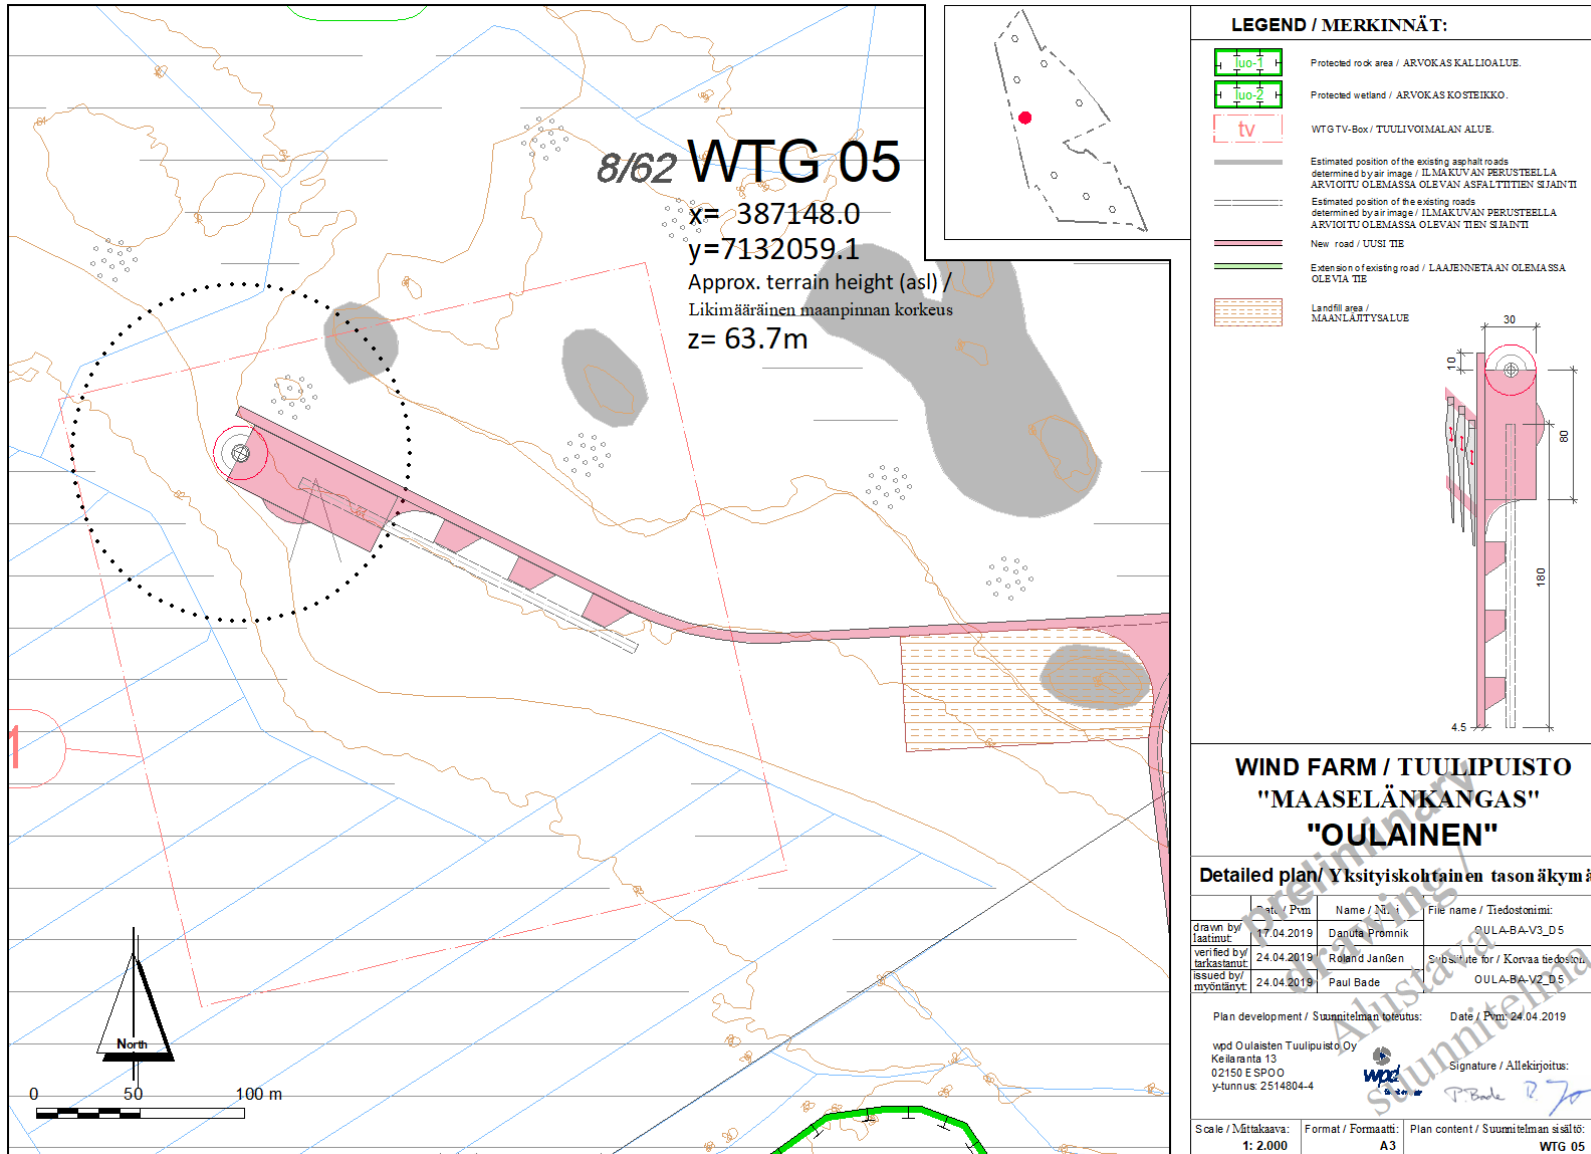 8/62 WTG 05
x= 387148.0
y=7132059.1
Approx. terrain height (asl) /
Likimääräinen maanpinnan korkeus
z= 63.7m
1
North
0 50 100 m
LEGEND / MERKINNÄT:
luo-1
Protected rock area / ARVOKAS KALLIOALUE.
luo-2
Protected wetland / ARVOKAS KOSTEIKKO.
tv
WTG TV-Box / TUULIVOIMALAN ALUE.
Estimated position of the existing asphalt roads
determined by air image / ILMAKUVAN PERUSTEELLA
ARVIOITU OLEMASSA OLEVAN ASFALTTITIEN SIJAINTI
Estimated position of the existing roads
determined by air image / ILMAKUVAN PERUSTEELLA
ARVIOITU OLEMASSA OLEVAN TIEN SIJAINTI
New road / UUSI TIE
Extension of existing road / LAAJENNETAAN OLEMASSA
OLEVIA TIE
Landfill area /
MAANLÄJITYSALUE
30
10
80
180
4.5
WIND FARM / TUULIPUISTO
"MAASELÄNKANGAS"
"OULAINEN"
Detailed plan/ Yksityiskohtainen tasonäkymä
Date / Pvm Name / Nimi File name / Tiedostonimi:
drawn by/
laatinut: 17.04.2019 Danuta Promnik OULA-BA-V3_D5
verified by/
tarkastanut: 24.04.2019 Roland Janßen Substitute for / Korvaa tiedoston
issued by/
myöntänyt: 24.04.2019 Paul Bade OULA-BA-V2_D5
preliminary
drawing /
Alustava
suunnitelma
Plan development / Suunnitelman toteutus: Date / Pvm: 24.04.2019
wpd Oulaisten Tuulipuisto Oy
Keilaranta 13
02150 ESPOO
y-tunnus: 2514804-4
wpd
Signature / Allekirjoitus:
P. Bade
Scale / Mittakaava: Format / Formaatti: Plan content / Suunnitelman sisältö:
1: 2.000 A3 WTG 05